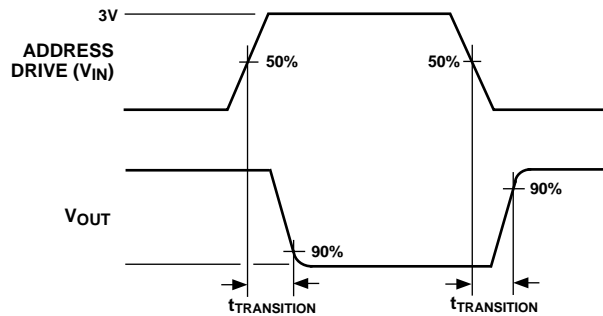 3V
ADDRESS
DRIVE (VIN)
50%
50%
VOUT
90%
90%
tTRANSITION
tTRANSITION